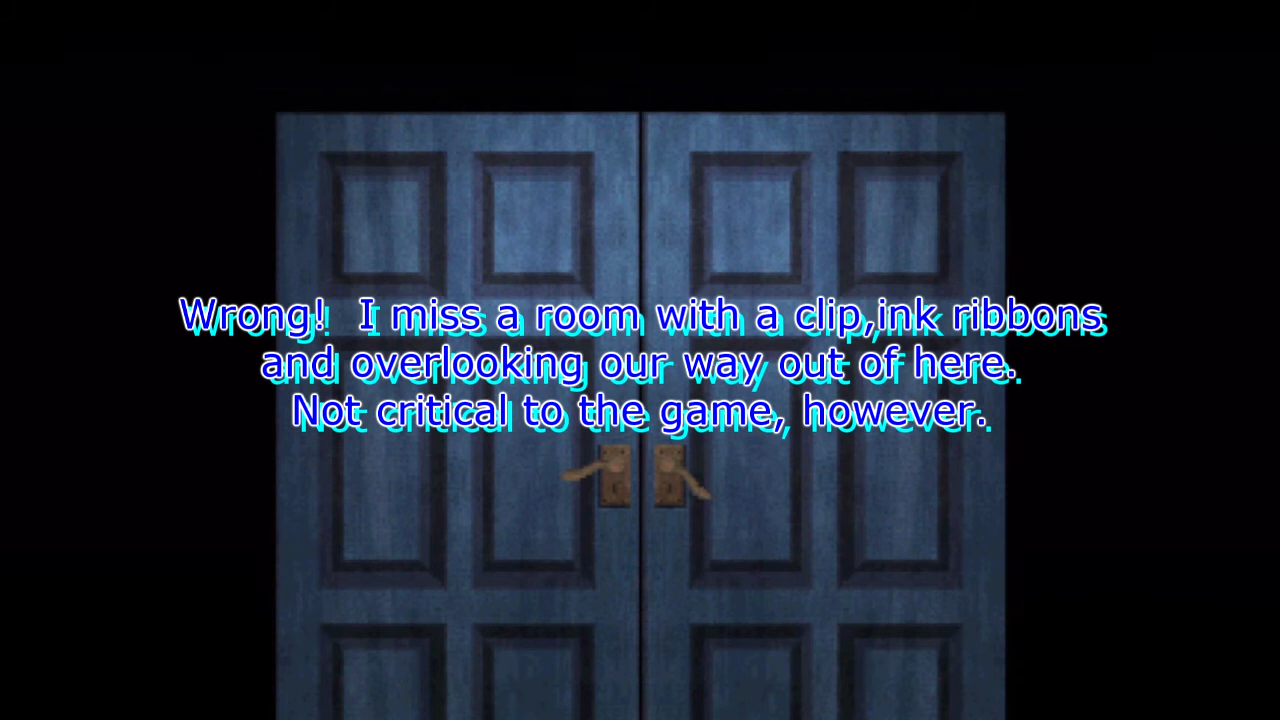 Wrong!  I miss a room with a clip,ink ribbons
and overlooking our way out of here.
Not critical to the game, however.